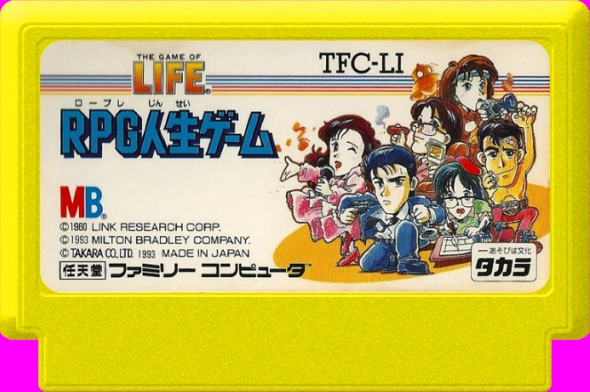 THE GAME OF
LIFE®
TFC-LI
ロープレ じんせい
RPG人生ゲーム
MB®
©1960 LINK RESEARCH CORP.
©1993 MILTON BRADLEY COMPANY.
©TAKARA CO., LTD. 1993 MADE IN JAPAN
任天堂 ファミリーコンピュータ™
―あそびは文化
タカラ